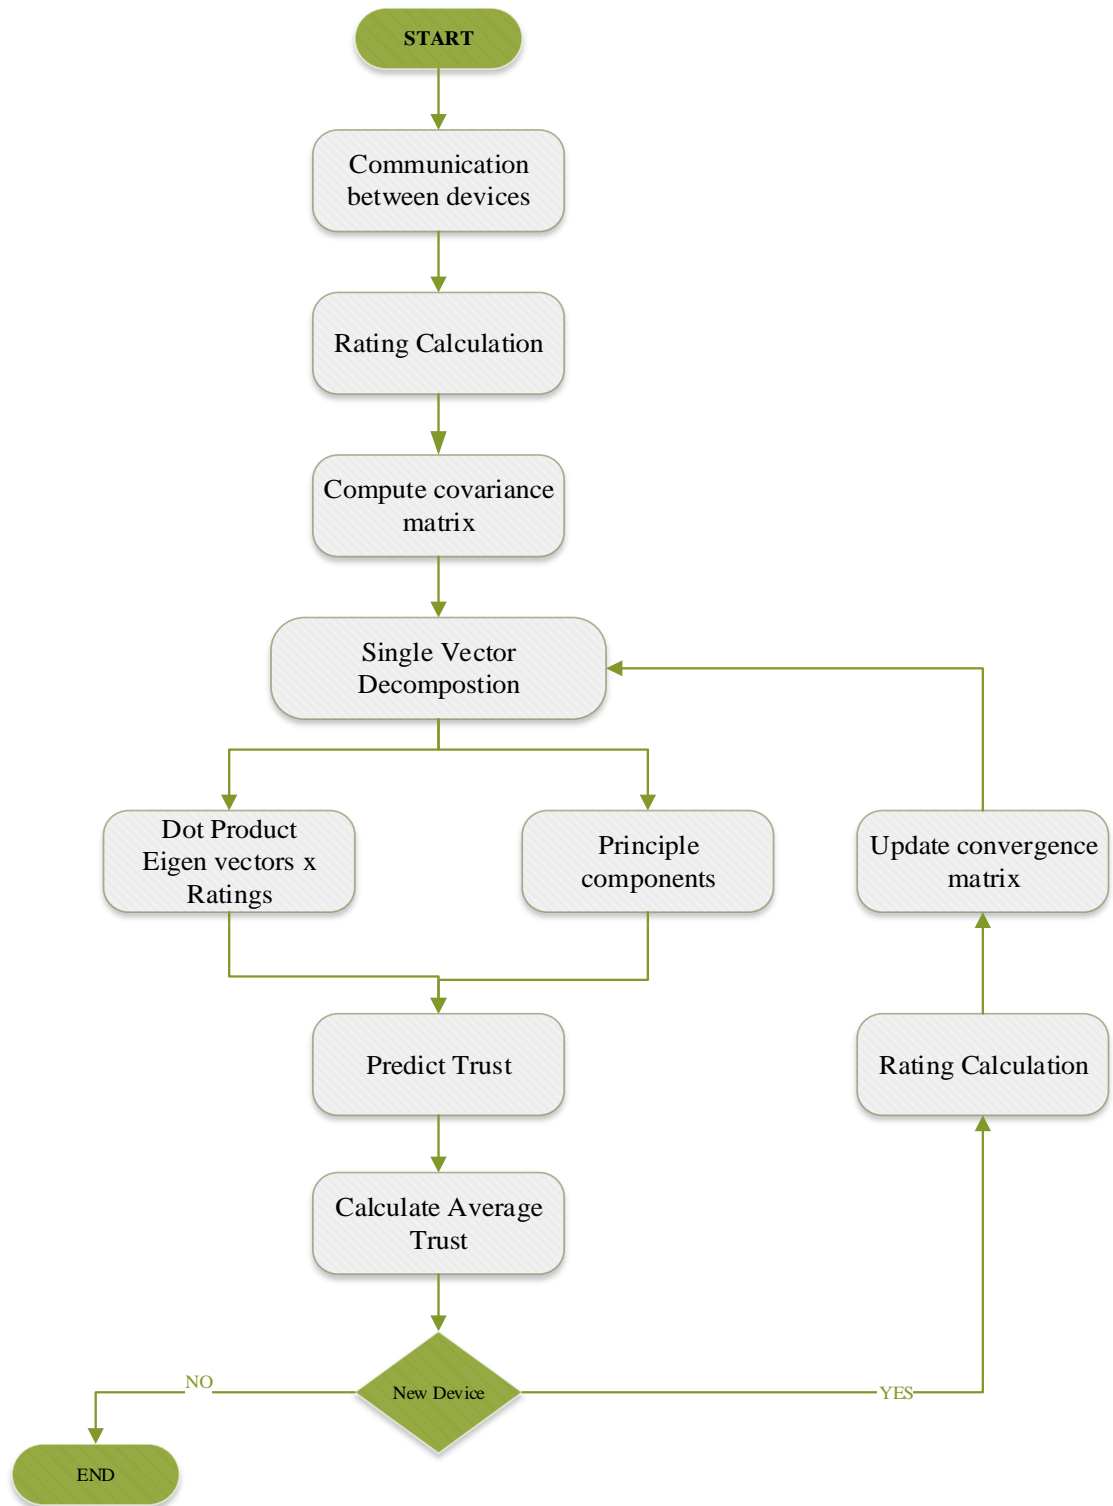 START
Communication
between devices
Rating Calculation
Compute covariance
matrix
Single Vector
Decompostion
Dot Product
Eigen vectors x
Ratings
Principle
components
Update convergence
matrix
Predict Trust
Rating Calculation
Calculate Average
Trust
New Device
NO
YES
END